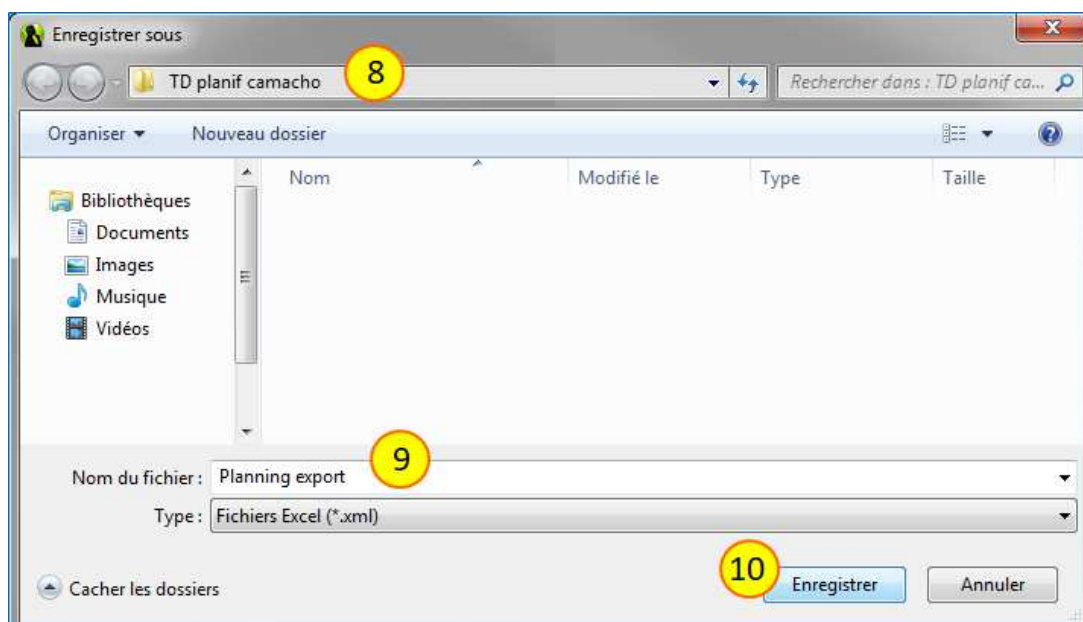 Enregistrer sous
TD planif camacho 8
Rechercher dans : TD planif ca...
Organiser Nouveau dossier
Nom Modifié le Type Taille
Bibliothèques
Documents
Images
Musique
Vidéos
9
Nom du fichier : Planning export
Type : Fichiers Excel (*.xml)
10
Cacher les dossiers Enregistrer Annuler